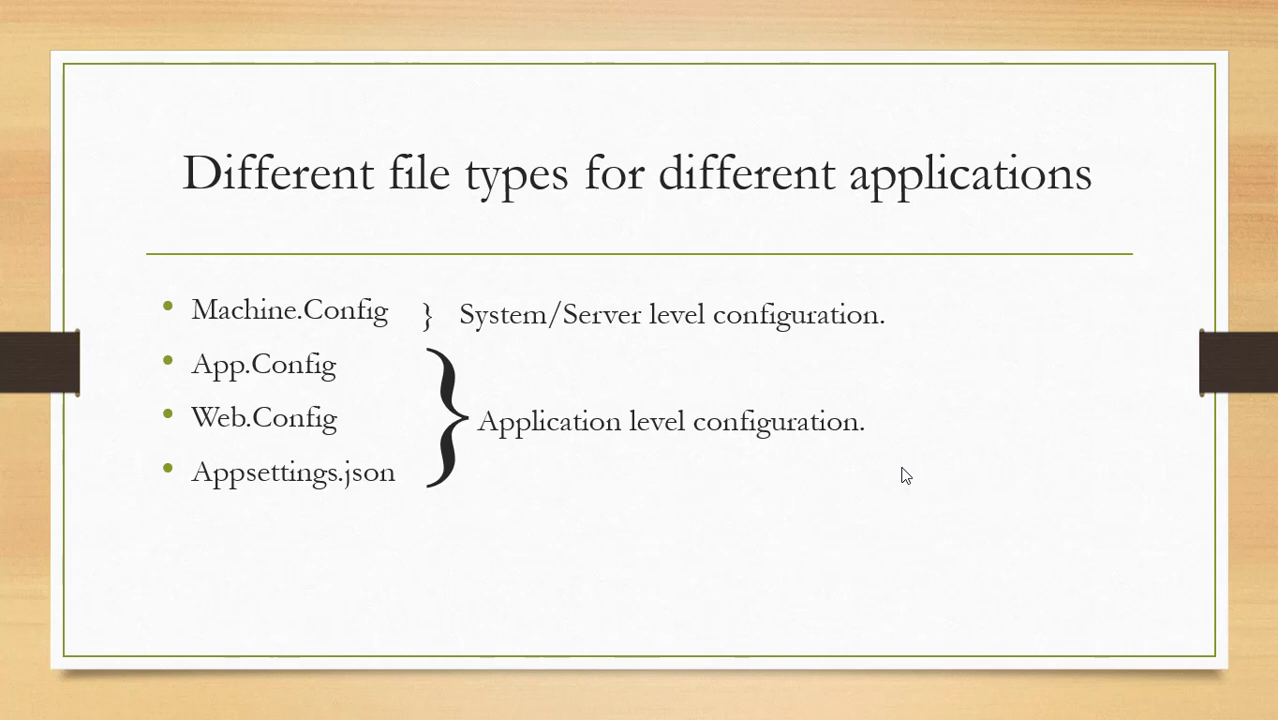 Different file types for different applications
• Machine.Config } System/Server level configuration.
• App.Config
• Web.Config } Application level configuration.
• Appsettings.json